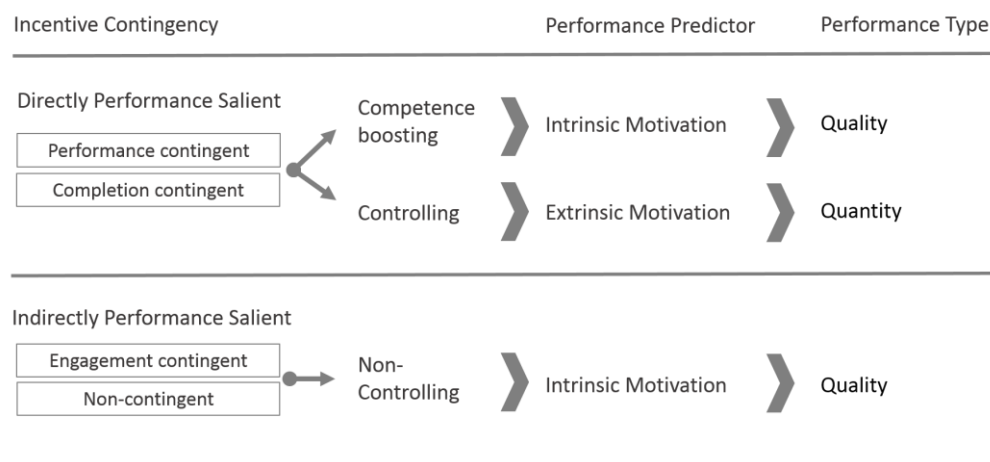 Incentive Contingency Performance Predictor Performance Type
Directly Performance Salient
Performance contingent
Completion contingent
Competence
boosting
Intrinsic Motivation
Quality
Controlling
Extrinsic Motivation
Quantity
Indirectly Performance Salient
Engagement contingent
Non-contingent
Non-
Controlling
Intrinsic Motivation
Quality